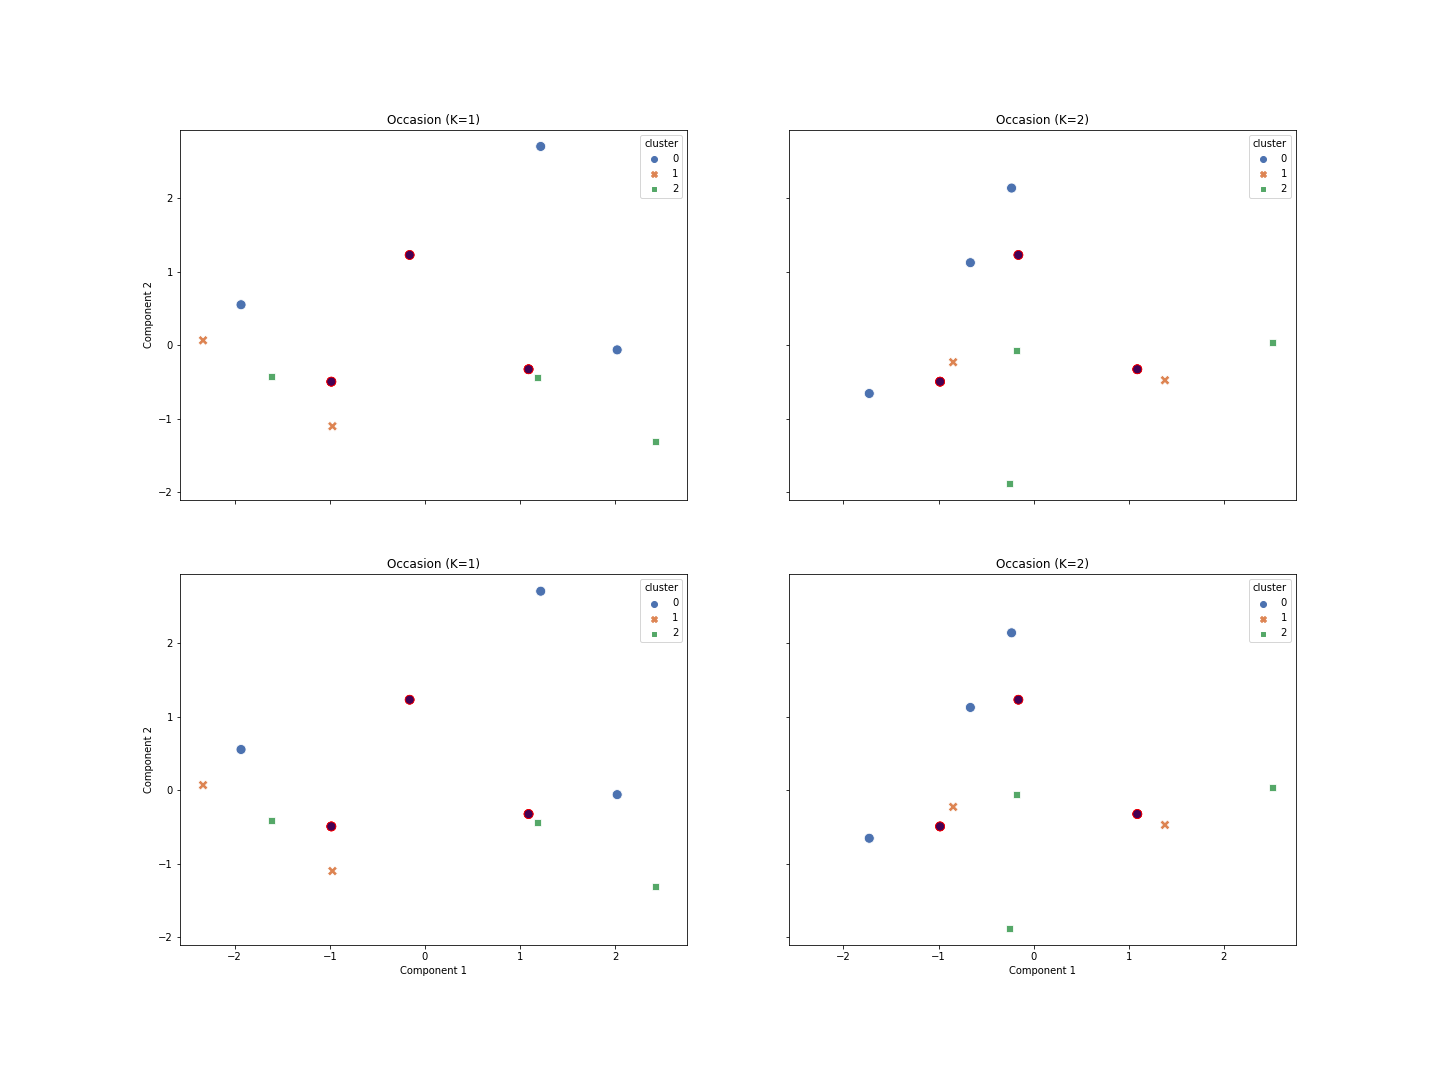 Occasion (K=1)
cluster
0
1
2
2
1
0
−1
−2
Component 2
Occasion (K=2)
cluster
0
1
2
Occasion (K=1)
cluster
0
1
2
2
1
0
−1
−2
Component 2
−2 −1 0 1 2
Component 1
Occasion (K=2)
cluster
0
1
2
−2 −1 0 1 2
Component 1